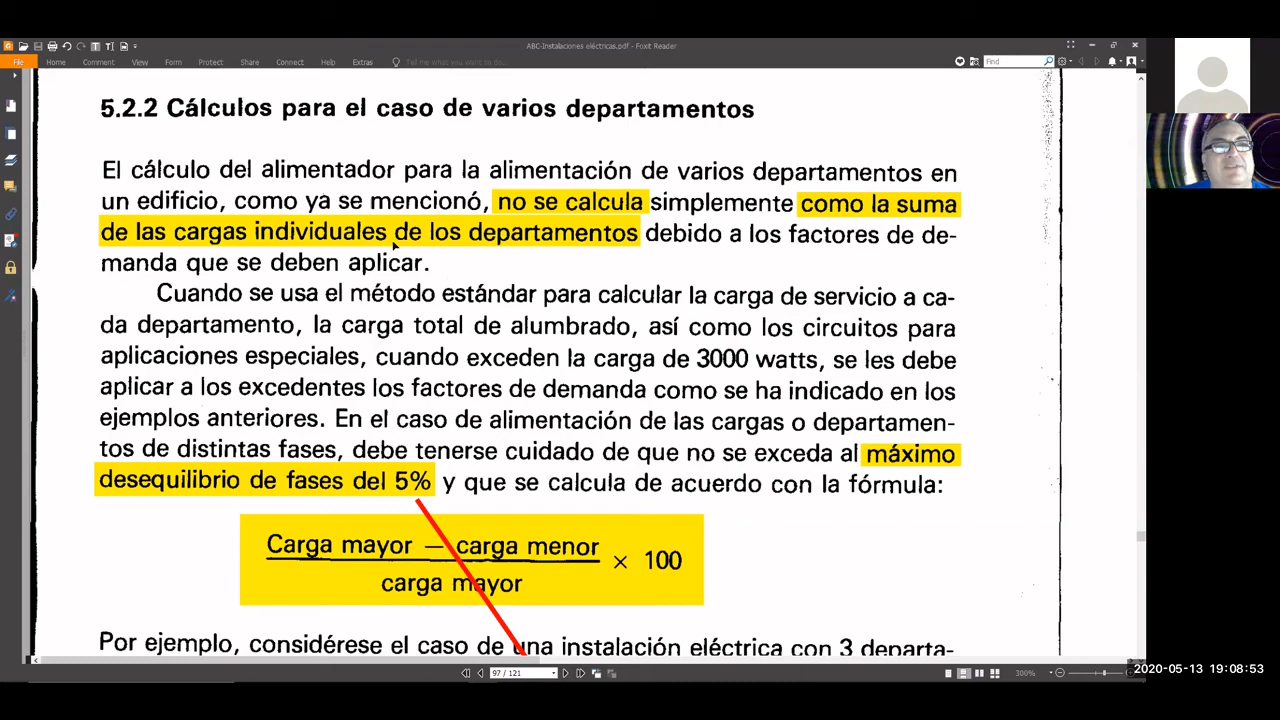 ABC-Instalaciones eléctricas.pdf - Foxit Reader
File Home Comment View Form Protect Share Connect Help Extras Tell me what you want to do... Find
5.2.2 Cálculos para el caso de varios departamentos
El cálculo del alimentador para la alimentación de varios departamentos en
un edificio, como ya se mencionó, no se calcula simplemente como la suma
de las cargas individuales de los departamentos debido a los factores de de-
manda que se deben aplicar.
Cuando se usa el método estándar para calcular la carga de servicio a ca-
da departamento, la carga total de alumbrado, así como los circuitos para
aplicaciones especiales, cuando exceden la carga de 3000 watts, se les debe
aplicar a los excedentes los factores de demanda como se ha indicado en los
ejemplos anteriores. En el caso de alimentación de las cargas o departamen-
tos de distintas fases, debe tenerse cuidado de que no se exceda al máximo
desequilibrio de fases del 5% y que se calcula de acuerdo con la fórmula:
Carga mayor — carga menor
× 100
carga mayor
Por ejemplo, considérese el caso de una instalación eléctrica con 3 departa-
97 / 121
300%
2020-05-13 19:08:53